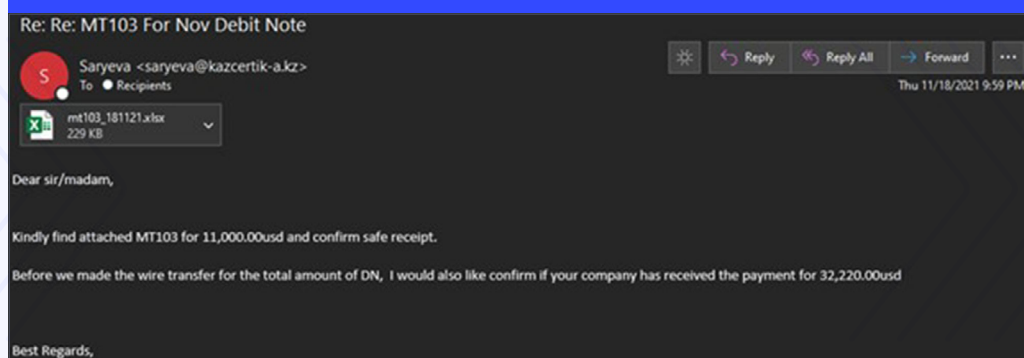 Re: Re: MT103 For Nov Debit Note
S
Saryeva <saryeva@kazcertik-a.kz>
To Recipients
Reply
Reply All
Forward
Thu 11/18/2021 9:59 PM
mt103_181121.xlsx
229 KB
Dear sir/madam,
Kindly find attached MT103 for 11,000.00usd and confirm safe receipt.
Before we made the wire transfer for the total amount of DN, I would also like confirm if your company has received the payment for 32,220.00usd
Best Regards,